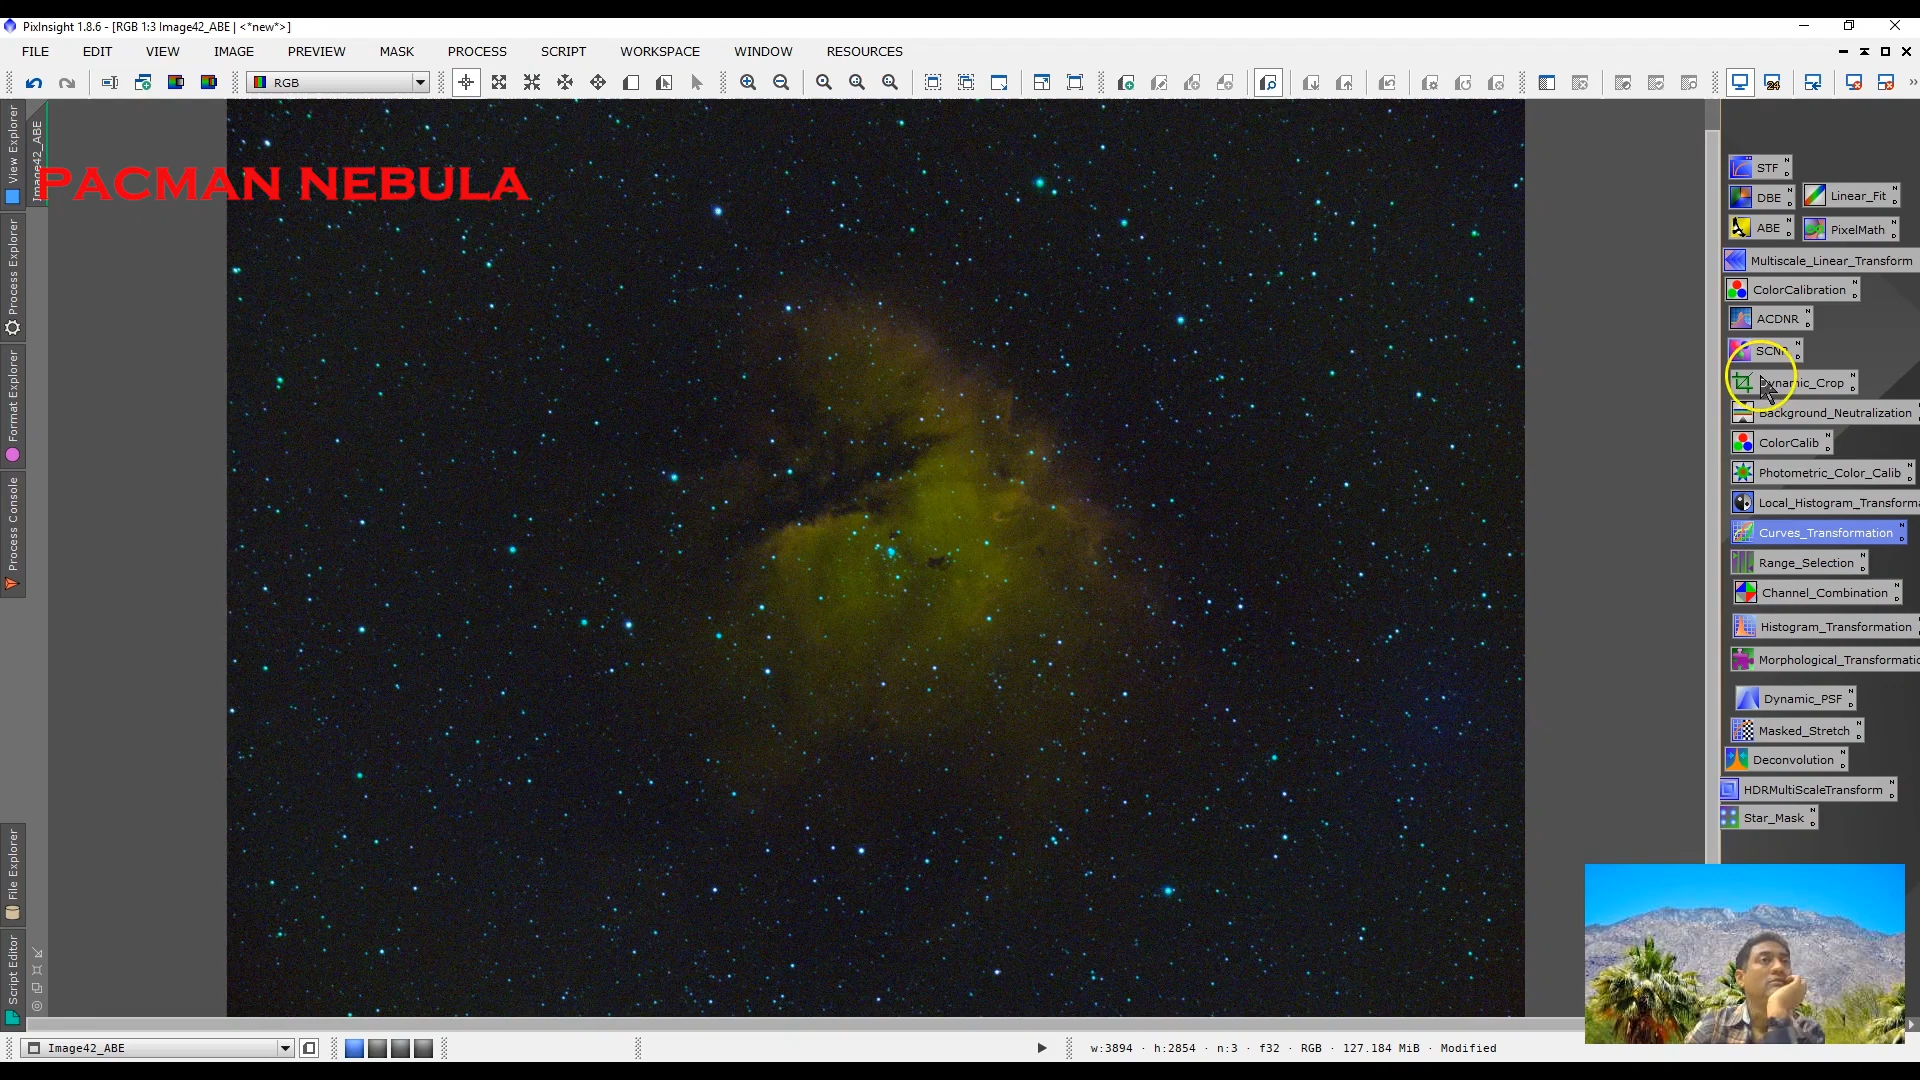 PixInsight 1.8.6 - [RGB 1:3 Image42_ABE | <*new*>]
FILE EDIT VIEW IMAGE PREVIEW MASK PROCESS SCRIPT WORKSPACE WINDOW RESOURCES
RGB
View Explorer
Process Explorer
Format Explorer
Process Console
File Explorer
Script Editor
Image42_ABE
PACMAN NEBULA
STF
DBE Linear_Fit
ABE PixelMath
Multiscale_Linear_Transform
ColorCalibration
ACDNR
SCNR
Dynamic_Crop
Background_Neutralization
ColorCalib
Photometric_Color_Calib
Local_Histogram_Transforma
Curves_Transformation
Range_Selection
Channel_Combination
Histogram_Transformation
Morphological_Transformatio
Dynamic_PSF
Masked_Stretch
Deconvolution
HDRMultiScaleTransform
Star_Mask
Image42_ABE
w:3894 · h:2854 · n:3 · f32 · RGB · 127.184 MiB · Modified